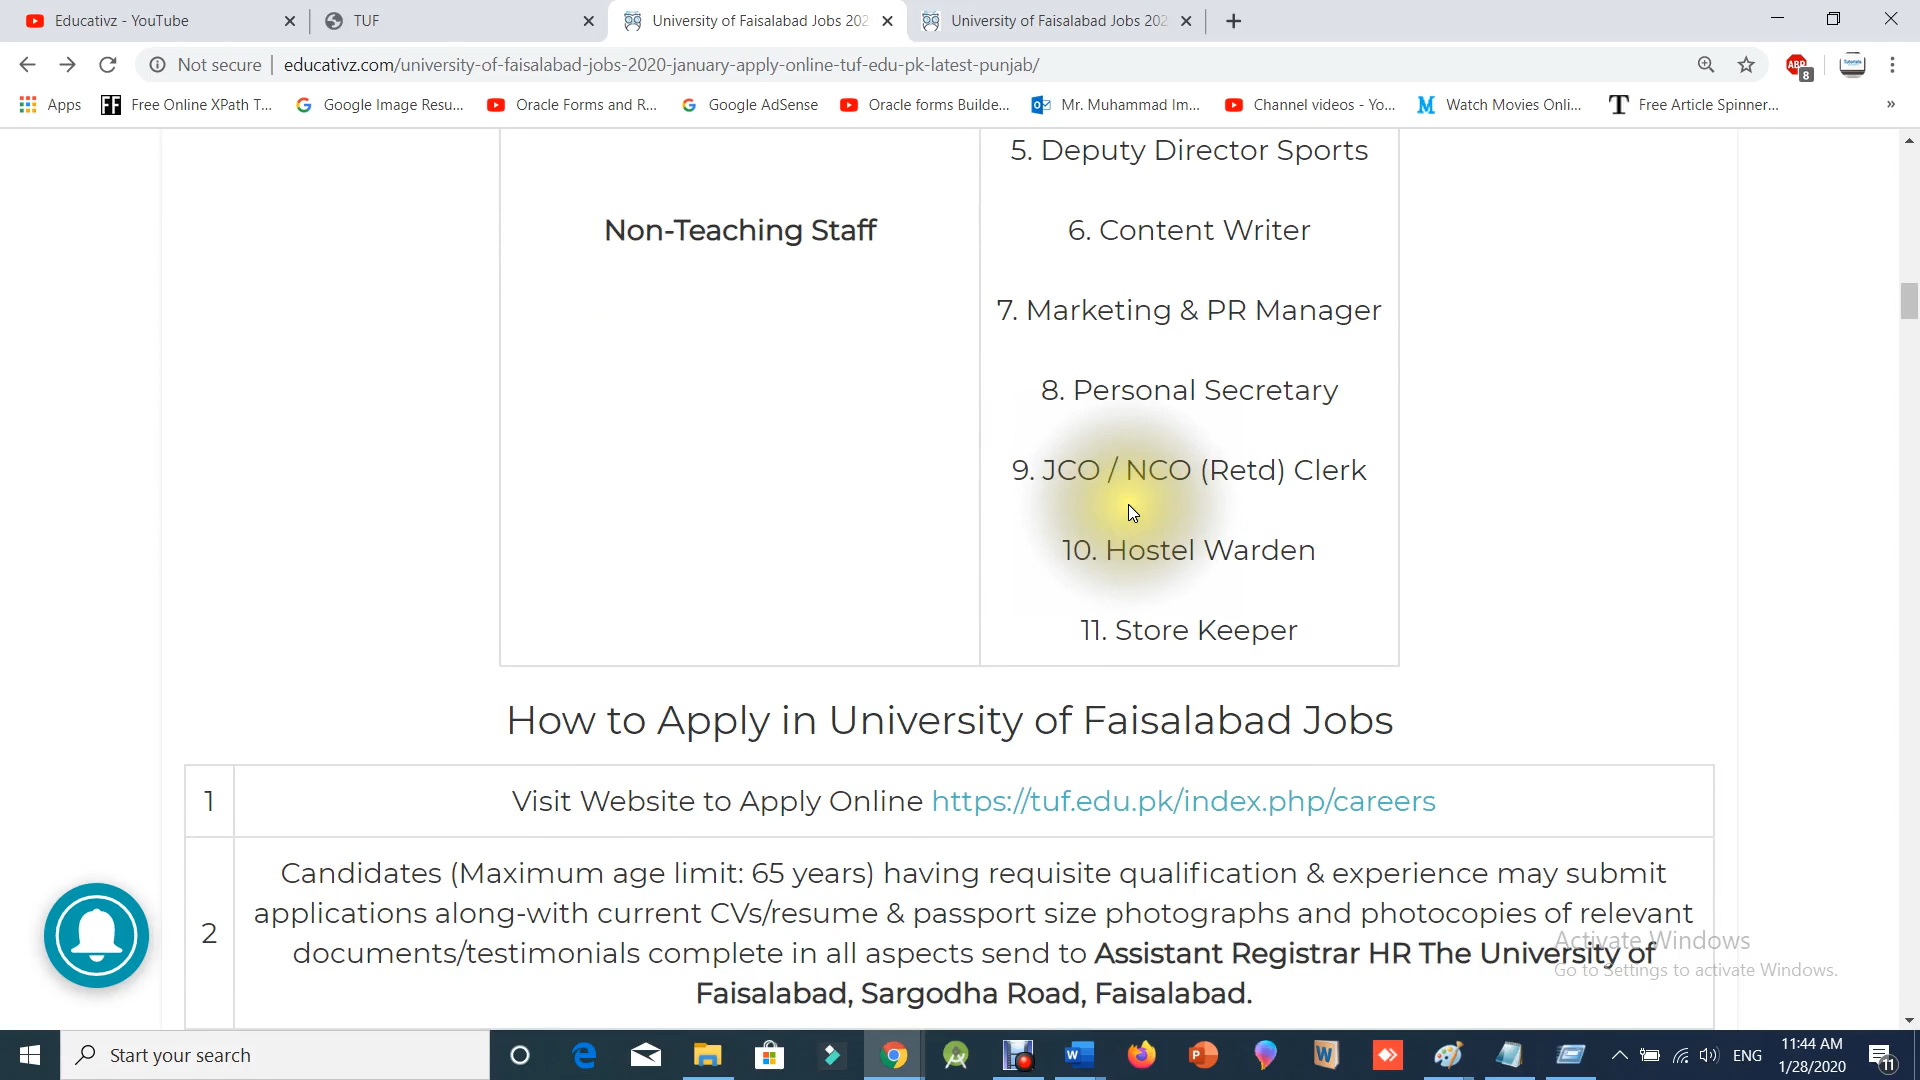 Educativz - YouTube
TUF
University of Faisalabad Jobs 202
University of Faisalabad Jobs 202
Not secure
educativz.com/university-of-faisalabad-jobs-2020-january-apply-online-tuf-edu-pk-latest-punjab/
ABP
8
Apps
FF
Free Online XPath T...
Google Image Resu...
Oracle Forms and R...
Google AdSense
Oracle forms Builde...
Mr. Muhammad Im...
Channel videos - Yo...
Watch Movies Onli...
Free Article Spinner...
»
5. Deputy Director Sports
Non-Teaching Staff
6. Content Writer
7. Marketing & PR Manager
8. Personal Secretary
9. JCO / NCO (Retd) Clerk
10. Hostel Warden
11. Store Keeper
How to Apply in University of Faisalabad Jobs
1
Visit Website to Apply Online https://tuf.edu.pk/index.php/careers
2
Candidates (Maximum age limit: 65 years) having requisite qualification & experience may submit
applications along-with current CVs/resume & passport size photographs and photocopies of relevant
documents/testimonials complete in all aspects send to Assistant Registrar HR The University of
Faisalabad, Sargodha Road, Faisalabad.
Activate Windows
Go to Settings to activate Windows.
Start your search
ENG
11:44 AM
1/28/2020
11